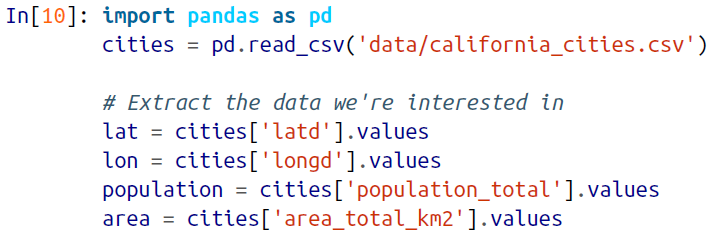 In[10]: import pandas as pd
cities = pd.read_csv('data/california_cities.csv')
# Extract the data we're interested in
lat = cities['latd'].values
lon = cities['longd'].values
population = cities['population_total'].values
area = cities['area_total_km2'].values